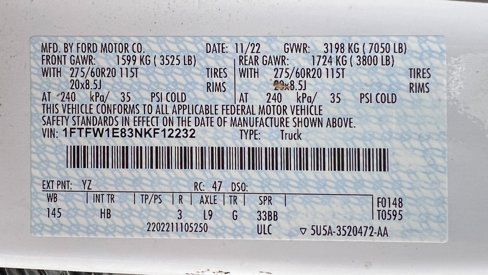 MFD. BY FORD MOTOR CO. DATE: 11/22 GVWR: 3198 KG ( 7050 LB)
FRONT GAWR: 1599 KG ( 3525 LB) REAR GAWR: 1724 KG ( 3800 LB)
WITH 275/60R20 115T TIRES WITH 275/60R20 115T TIRES
20x8.5J RIMS 20x8.5J RIMS
AT 240 kPa/ 35 PSI COLD AT 240 kPa/ 35 PSI COLD
THIS VEHICLE CONFORMS TO ALL APPLICABLE FEDERAL MOTOR VEHICLE
SAFETY STANDARDS IN EFFECT ON THE DATE OF MANUFACTURE SHOWN ABOVE.
VIN: 1FTFW1E83NKF12232 TYPE: Truck
EXT PNT: YZ RC: 47 DSO:
WB INT TR TP/PS R AXLE TR SPR F0148
145 HB 3 L9 G 33BB T0595
2202211105250 ULC ▽ 5U5A-3520472-AA